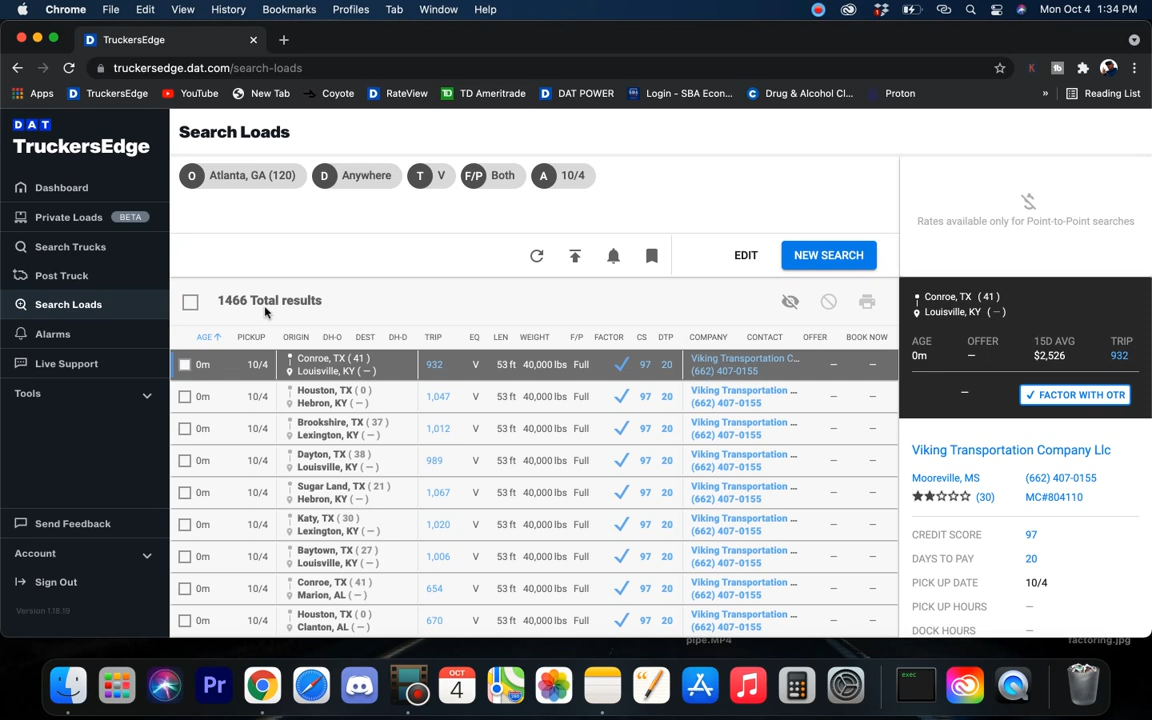 Chrome File Edit View History Bookmarks Profiles Tab Window Help Mon Oct 4 1:34 PM
D TruckersEdge
truckersedge.dat.com/search-loads
Apps D TruckersEdge YouTube New Tab Coyote D RateView TD TD Ameritrade D DAT POWER Login - SBA Econ... C Drug & Alcohol Cl... Proton » Reading List
DAT
TruckersEdge
Dashboard
Private Loads BETA
Search Trucks
Post Truck
Search Loads
Alarms
Live Support
Tools
Send Feedback
Account
Sign Out
Version 1.18.19
Search Loads
O Atlanta, GA (120) D Anywhere T V F/P Both A 10/4
EDIT NEW SEARCH
1466 Total results
AGE PICKUP ORIGIN DH-O DEST DH-D TRIP EQ LEN WEIGHT F/P FACTOR CS DTP COMPANY CONTACT OFFER BOOK NOW
0m 10/4 Conroe, TX (41) 932 V 53 ft 40,000 lbs Full 97 20 Viking Transportation C... — —
Louisville, KY (—) (662) 407-0155
0m 10/4 Houston, TX (0) 1,047 V 53 ft 40,000 lbs Full 97 20 Viking Transportation ... — —
Hebron, KY (—) (662) 407-0155
0m 10/4 Brookshire, TX (37) 1,012 V 53 ft 40,000 lbs Full 97 20 Viking Transportation ... — —
Lexington, KY (—) (662) 407-0155
0m 10/4 Dayton, TX (38) 989 V 53 ft 40,000 lbs Full 97 20 Viking Transportation ... — —
Louisville, KY (—) (662) 407-0155
0m 10/4 Sugar Land, TX (21) 1,067 V 53 ft 40,000 lbs Full 97 20 Viking Transportation ... — —
Hebron, KY (—) (662) 407-0155
0m 10/4 Katy, TX (30) 1,020 V 53 ft 40,000 lbs Full 97 20 Viking Transportation ... — —
Lexington, KY (—) (662) 407-0155
0m 10/4 Baytown, TX (27) 1,006 V 53 ft 40,000 lbs Full 97 20 Viking Transportation ... — —
Louisville, KY (—) (662) 407-0155
0m 10/4 Conroe, TX (41) 654 V 53 ft 40,000 lbs Full 97 20 Viking Transportation ... — —
Marion, AL (—) (662) 407-0155
0m 10/4 Houston, TX (0) 670 V 53 ft 40,000 lbs Full 97 20 Viking Transportation ... — —
Clanton, AL (—) (662) 407-0155
Rates available only for Point-to-Point searches
Conroe, TX (41)
Louisville, KY (—)
AGE OFFER 15D AVG TRIP
0m — $2,526 932
— ✓ FACTOR WITH OTR
Viking Transportation Company Llc
Mooreville, MS (662) 407-0155
(30) MC#804110
CREDIT SCORE 97
DAYS TO PAY 20
PICK UP DATE 10/4
PICK UP HOURS —
DOCK HOURS —
pipe.MP4 factoring.jpg
Pr OCT 4 exec